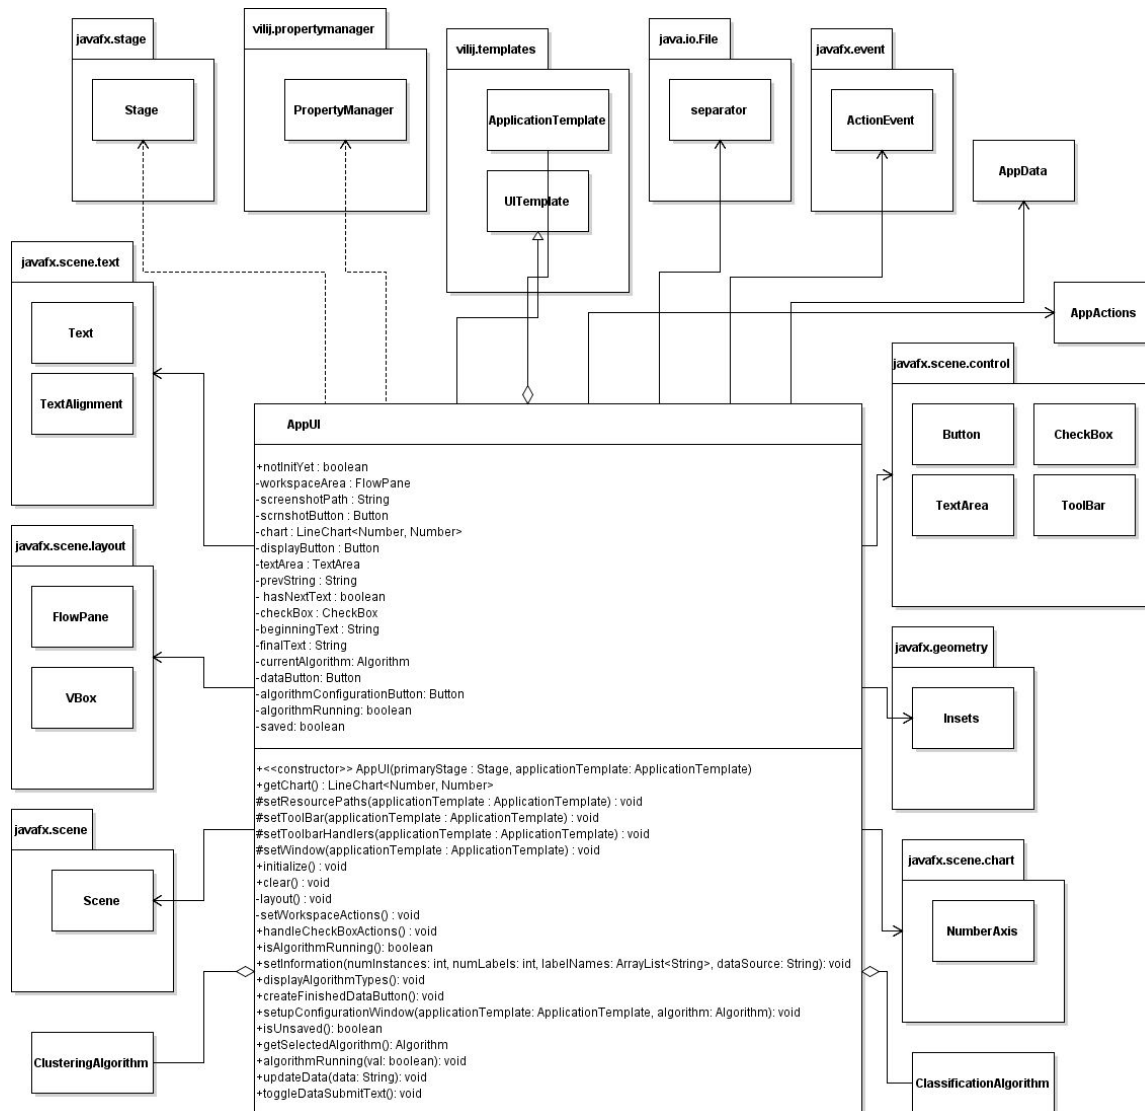 javafx.stage
Stage
vilij.propertymanager
PropertyManager
vilij.templates
ApplicationTemplate
UITemplate
java.io.File
separator
javafx.event
ActionEvent
AppData
AppActions
javafx.scene.text
Text
TextAlignment
javafx.scene.layout
FlowPane
VBox
javafx.scene
Scene
ClusteringAlgorithm
AppUI
+notInitYet : boolean
-workspaceArea : FlowPane
-screenshotPath : String
-scrnshotButton : Button
-chart : LineChart<Number, Number>
-displayButton : Button
-textArea : TextArea
-prevString : String
- hasNextText : boolean
-checkBox : CheckBox
-beginningText : String
-finalText : String
-currentAlgorithm: Algorithm
-dataButton: Button
-algorithmConfigurationButton: Button
-algorithmRunning: boolean
-saved: boolean
+<<constructor>> AppUI(primaryStage : Stage, applicationTemplate: ApplicationTemplate)
+getChart() : LineChart<Number, Number>
#setResourcePaths(applicationTemplate : ApplicationTemplate) : void
#setToolBar(applicationTemplate : ApplicationTemplate) : void
#setToolbarHandlers(applicationTemplate : ApplicationTemplate) : void
#setWindow(applicationTemplate : ApplicationTemplate) : void
+initialize() : void
+clear() : void
-layout() : void
-setWorkspaceActions() : void
+handleCheckBoxActions() : void
+isAlgorithmRunning(): boolean
+setInformation(numInstances: int, numLabels: int, labelNames: ArrayList<String>, dataSource: String): void
+displayAlgorithmTypes(): void
+createFinishedDataButton(): void
+setupConfigurationWindow(applicationTemplate: ApplicationTemplate, algorithm: Algorithm): void
+isUnsaved(): boolean
+getSelectedAlgorithm(): Algorithm
+algorithmRunning(val: boolean): void
+updateData(data: String): void
+toggleDataSubmitText(): void
javafx.scene.control
Button
CheckBox
TextArea
ToolBar
javafx.geometry
Insets
javafx.scene.chart
NumberAxis
ClassificationAlgorithm